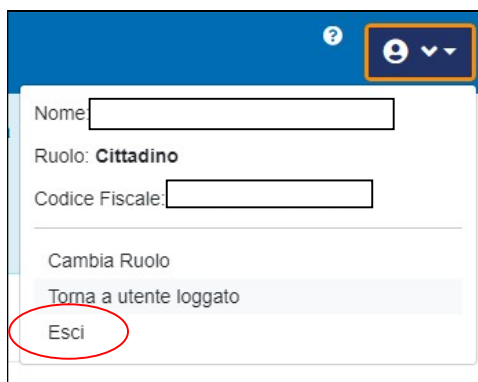 ?
Nome:
Ruolo: Cittadino
Codice Fiscale:
Cambia Ruolo
Torna a utente loggato
Esci